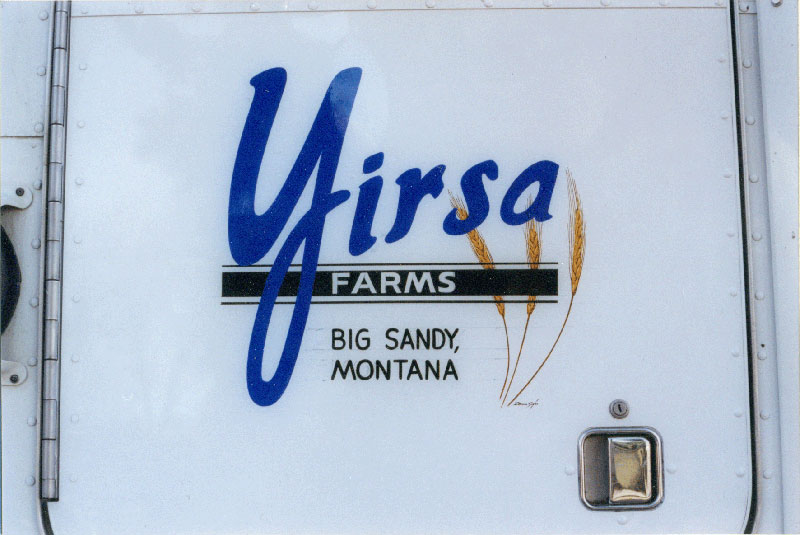 Yirsa
FARMS
BIG SANDY,
MONTANA